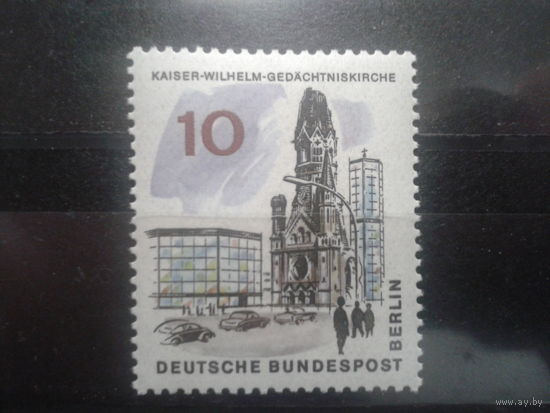 KAISER-WILHELM-GEDÄCHTNISKIRCHE
10
DEUTSCHE BUNDESPOST
BERLIN
www.ay.by